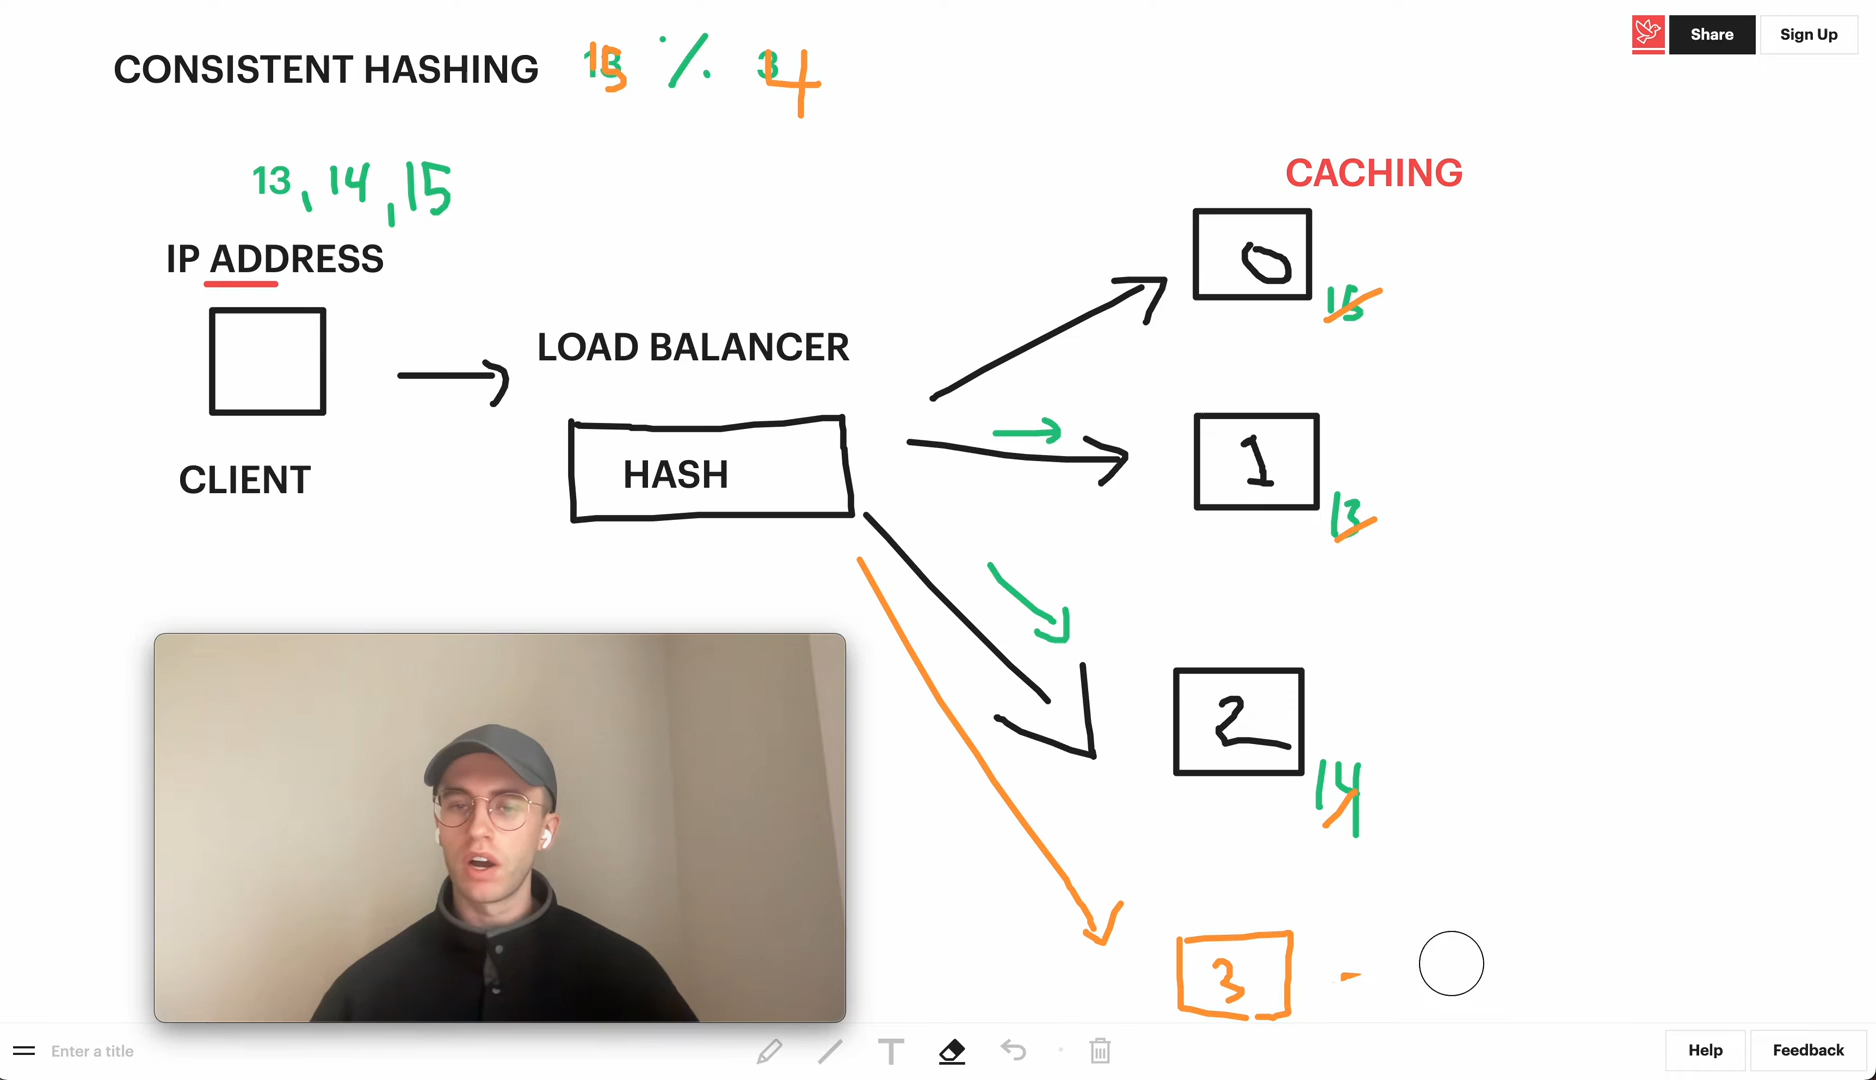 CONSISTENT HASHING 15 % 4
Share
Sign Up
13, 14, 15
IP ADDRESS
CACHING
0
15
LOAD BALANCER
HASH
1
13
CLIENT
2
14
3 -
Enter a title
T
Help
Feedback